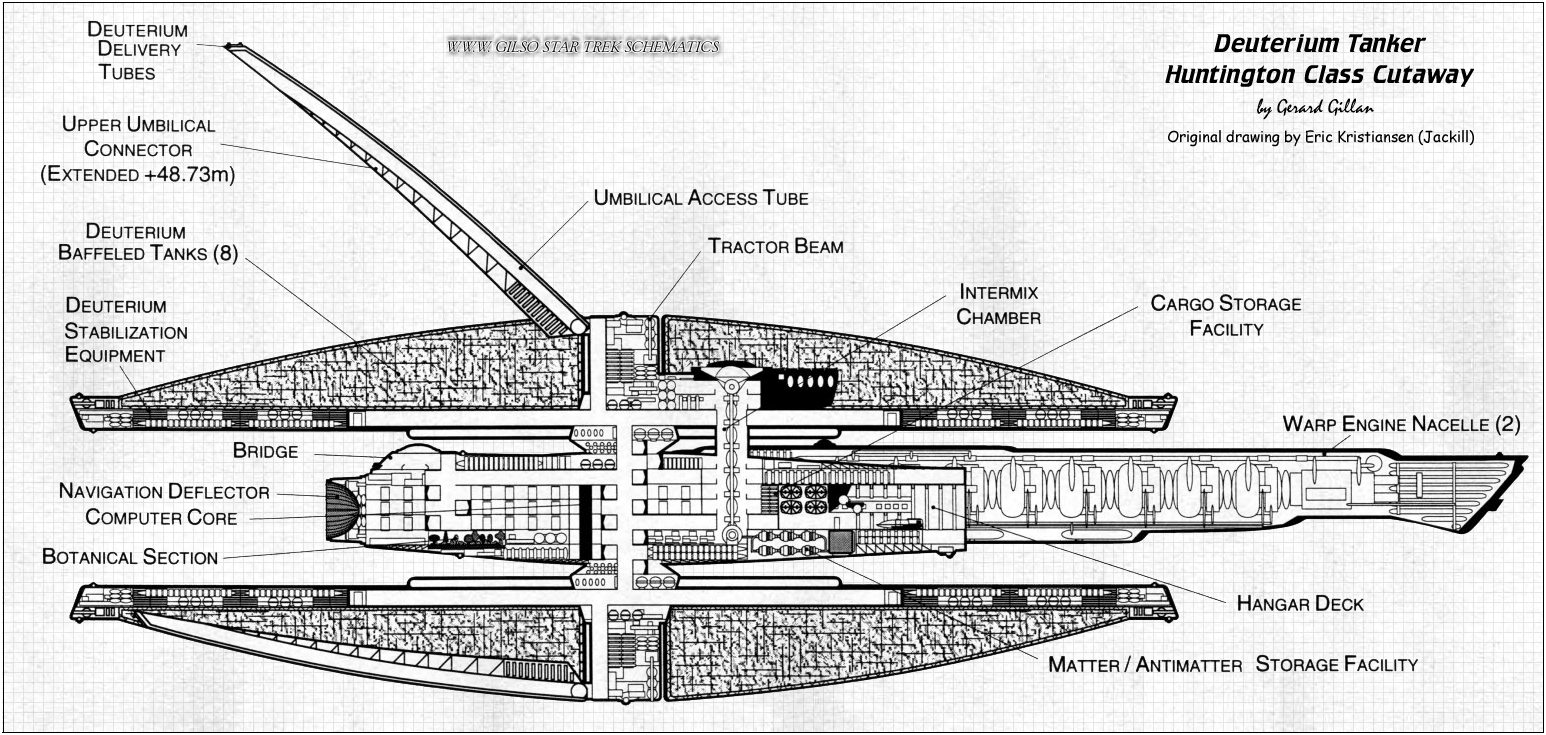 DEUTERIUM
DELIVERY
TUBES
W.W.W. GILSO STAR TREK SCHEMATICS
Deuterium Tanker
Huntington Class Cutaway
by Gerard Gillan
Original drawing by Eric Kristiansen (Jackill)
UPPER UMBILICAL
CONNECTOR
(EXTENDED +48.73m)
UMBILICAL ACCESS TUBE
DEUTERIUM
BAFFELED TANKS (8)
TRACTOR BEAM
DEUTERIUM
STABILIZATION
EQUIPMENT
INTERMIX
CHAMBER
CARGO STORAGE
FACILITY
WARP ENGINE NACELLE (2)
BRIDGE
NAVIGATION DEFLECTOR
COMPUTER CORE
BOTANICAL SECTION
HANGAR DECK
MATTER / ANTIMATTER STORAGE FACILITY